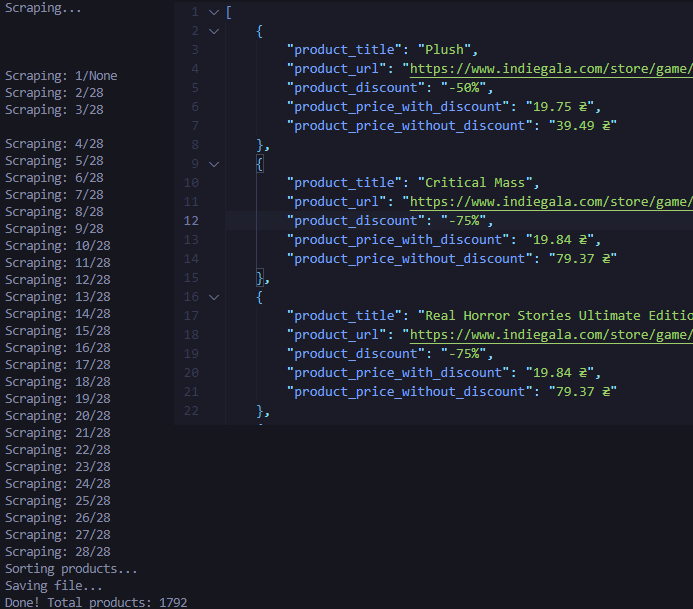 Scraping...
Scraping: 1/None
Scraping: 2/28
Scraping: 3/28
Scraping: 4/28
Scraping: 5/28
Scraping: 6/28
Scraping: 7/28
Scraping: 8/28
Scraping: 9/28
Scraping: 10/28
Scraping: 11/28
Scraping: 12/28
Scraping: 13/28
Scraping: 14/28
Scraping: 15/28
Scraping: 16/28
Scraping: 17/28
Scraping: 18/28
Scraping: 19/28
Scraping: 20/28
Scraping: 21/28
Scraping: 22/28
Scraping: 23/28
Scraping: 24/28
Scraping: 25/28
Scraping: 26/28
Scraping: 27/28
Scraping: 28/28
Sorting products...
Saving file...
Done! Total products: 1792
1 [
2 {
3 "product_title": "Plush",
4 "product_url": "https://www.indiegala.com/store/game/
5 "product_discount": "-50%",
6 "product_price_with_discount": "19.75 ₴",
7 "product_price_without_discount": "39.49 ₴"
8 },
9 {
10 "product_title": "Critical Mass",
11 "product_url": "https://www.indiegala.com/store/game/
12 "product_discount": "-75%",
13 "product_price_with_discount": "19.84 ₴",
14 "product_price_without_discount": "79.37 ₴"
15 },
16 {
17 "product_title": "Real Horror Stories Ultimate Editio
18 "product_url": "https://www.indiegala.com/store/game/
19 "product_discount": "-75%",
20 "product_price_with_discount": "19.84 ₴",
21 "product_price_without_discount": "79.37 ₴"
22 },